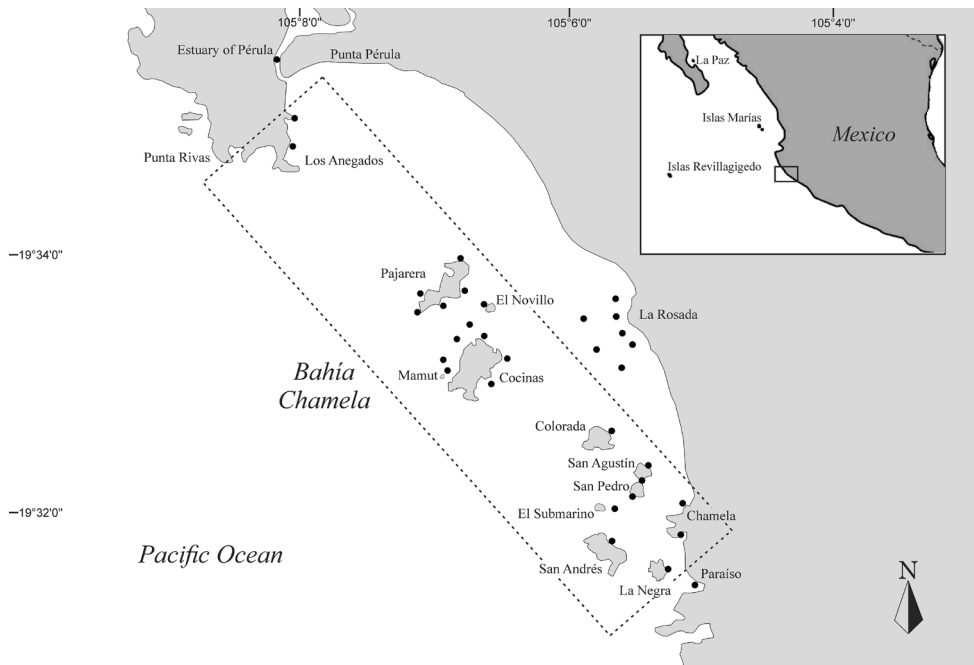 105°8'0"
105°6'0"
105°4'0"
Estuary of Pérula
Punta Pérula
La Paz
Islas Marías
Mexico
Punta Rivas
Los Anegados
Islas Revillagigedo
19°34'0"
Pajarera
El Novillo
La Rosada
Bahía
Chamela
Mamut
Cocinas
Colorada
San Agustín
San Pedro
El Submarino
Chamela
19°32'0"
Pacific Ocean
San Andrés
La Negra
Paraíso
N